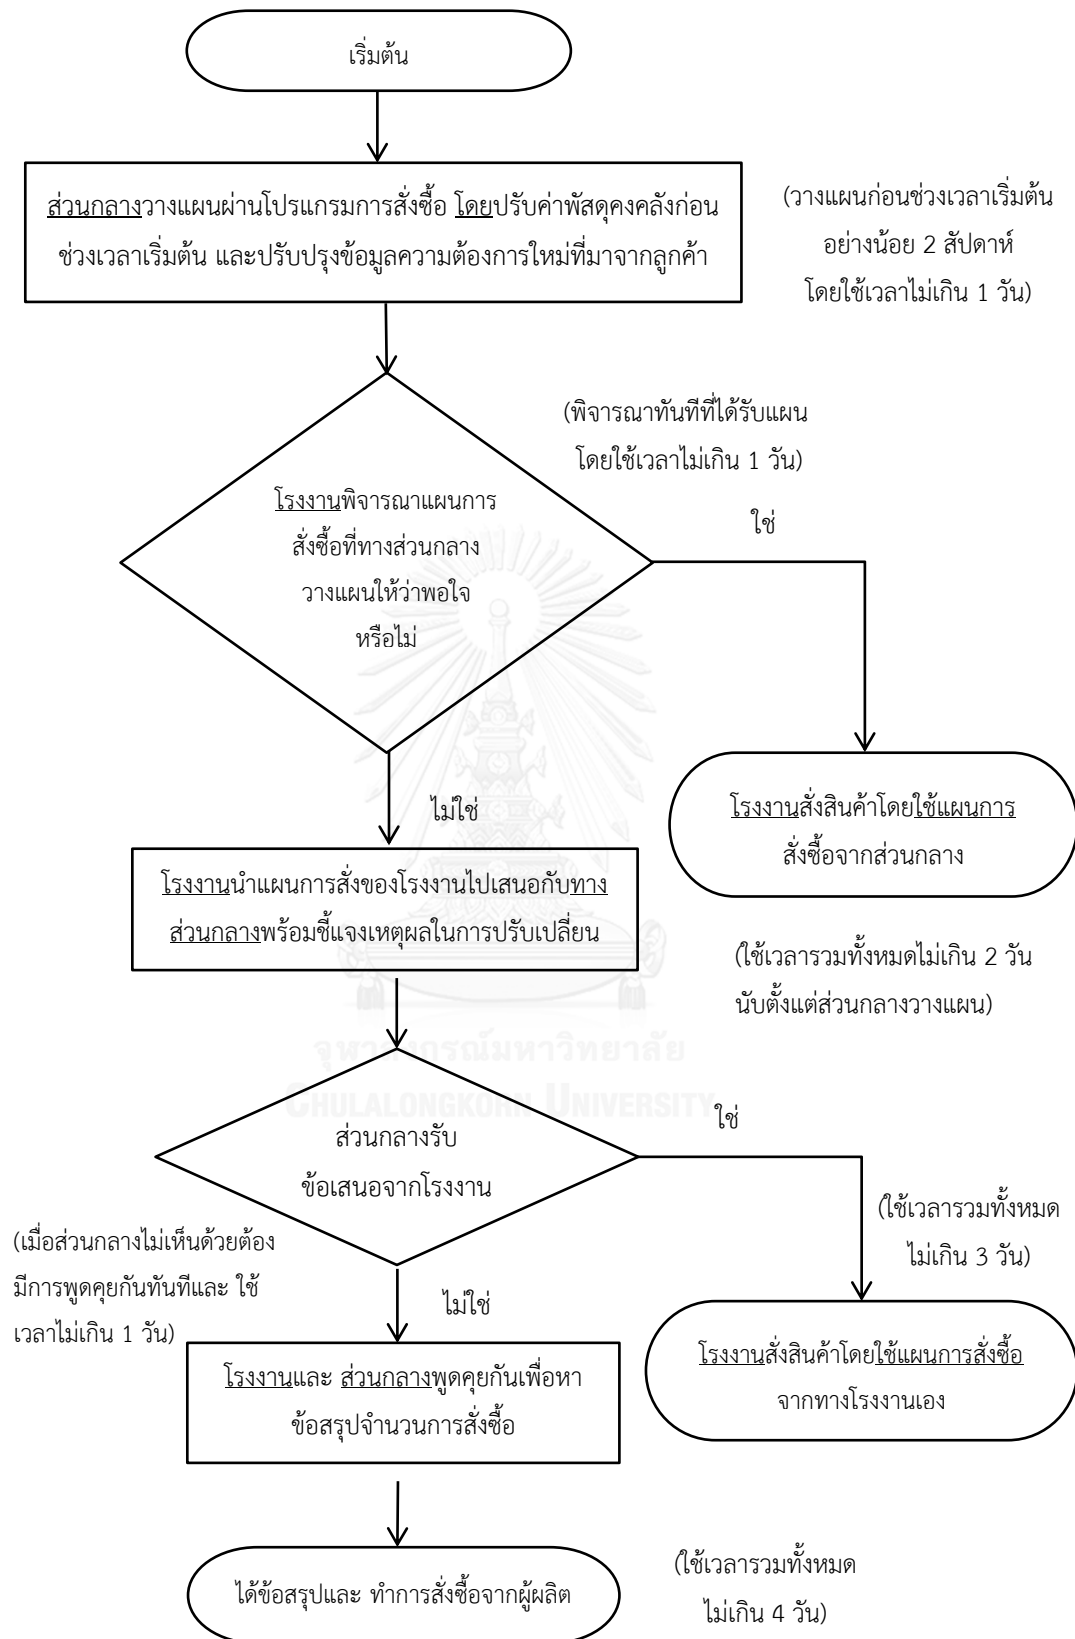 เริ่มต้น
ส่วนกลางวางแผนผ่านโปรแกรมการสั่งซื้อ โดยปรับค่าพัสดุคงคลังก่อน
ช่วงเวลาเริ่มต้น และปรับปรุงข้อมูลความต้องการใหม่ที่มาจากลูกค้า
(วางแผนก่อนช่วงเวลาเริ่มต้น
อย่างน้อย 2 สัปดาห์
โดยใช้เวลาไม่เกิน 1 วัน)
(พิจารณาทันทีที่ได้รับแผน
โดยใช้เวลาไม่เกิน 1 วัน)
โรงงานพิจารณาแผนการ
สั่งซื้อที่ทางส่วนกลาง
วางแผนให้ว่าพอใจ
หรือไม่
ใช่
ไม่ใช่
โรงงานสั่งสินค้าโดยใช้แผนการ
สั่งซื้อจากส่วนกลาง
โรงงานนำแผนการสั่งของโรงงานไปเสนอกับทาง
ส่วนกลางพร้อมชี้แจงเหตุผลในการปรับเปลี่ยน
(ใช้เวลารวมทั้งหมดไม่เกิน 2 วัน
นับตั้งแต่ส่วนกลางวางแผน)
จุฬาลงกรณ์มหาวิทยาลัย
CHULALONGKORN UNIVERSITY
ใช่
ส่วนกลางรับ
ข้อเสนอจากโรงงาน
(ใช้เวลารวมทั้งหมด
ไม่เกิน 3 วัน)
(เมื่อส่วนกลางไม่เห็นด้วยต้อง
มีการพูดคุยกันทันทีและ ใช้
เวลาไม่เกิน 1 วัน)
ไม่ใช่
โรงงานสั่งสินค้าโดยใช้แผนการสั่งซื้อ
จากทางโรงงานเอง
โรงงานและ ส่วนกลางพูดคุยกันเพื่อหา
ข้อสรุปจำนวนการสั่งซื้อ
ได้ข้อสรุปและ ทำการสั่งซื้อจากผู้ผลิต
(ใช้เวลารวมทั้งหมด
ไม่เกิน 4 วัน)